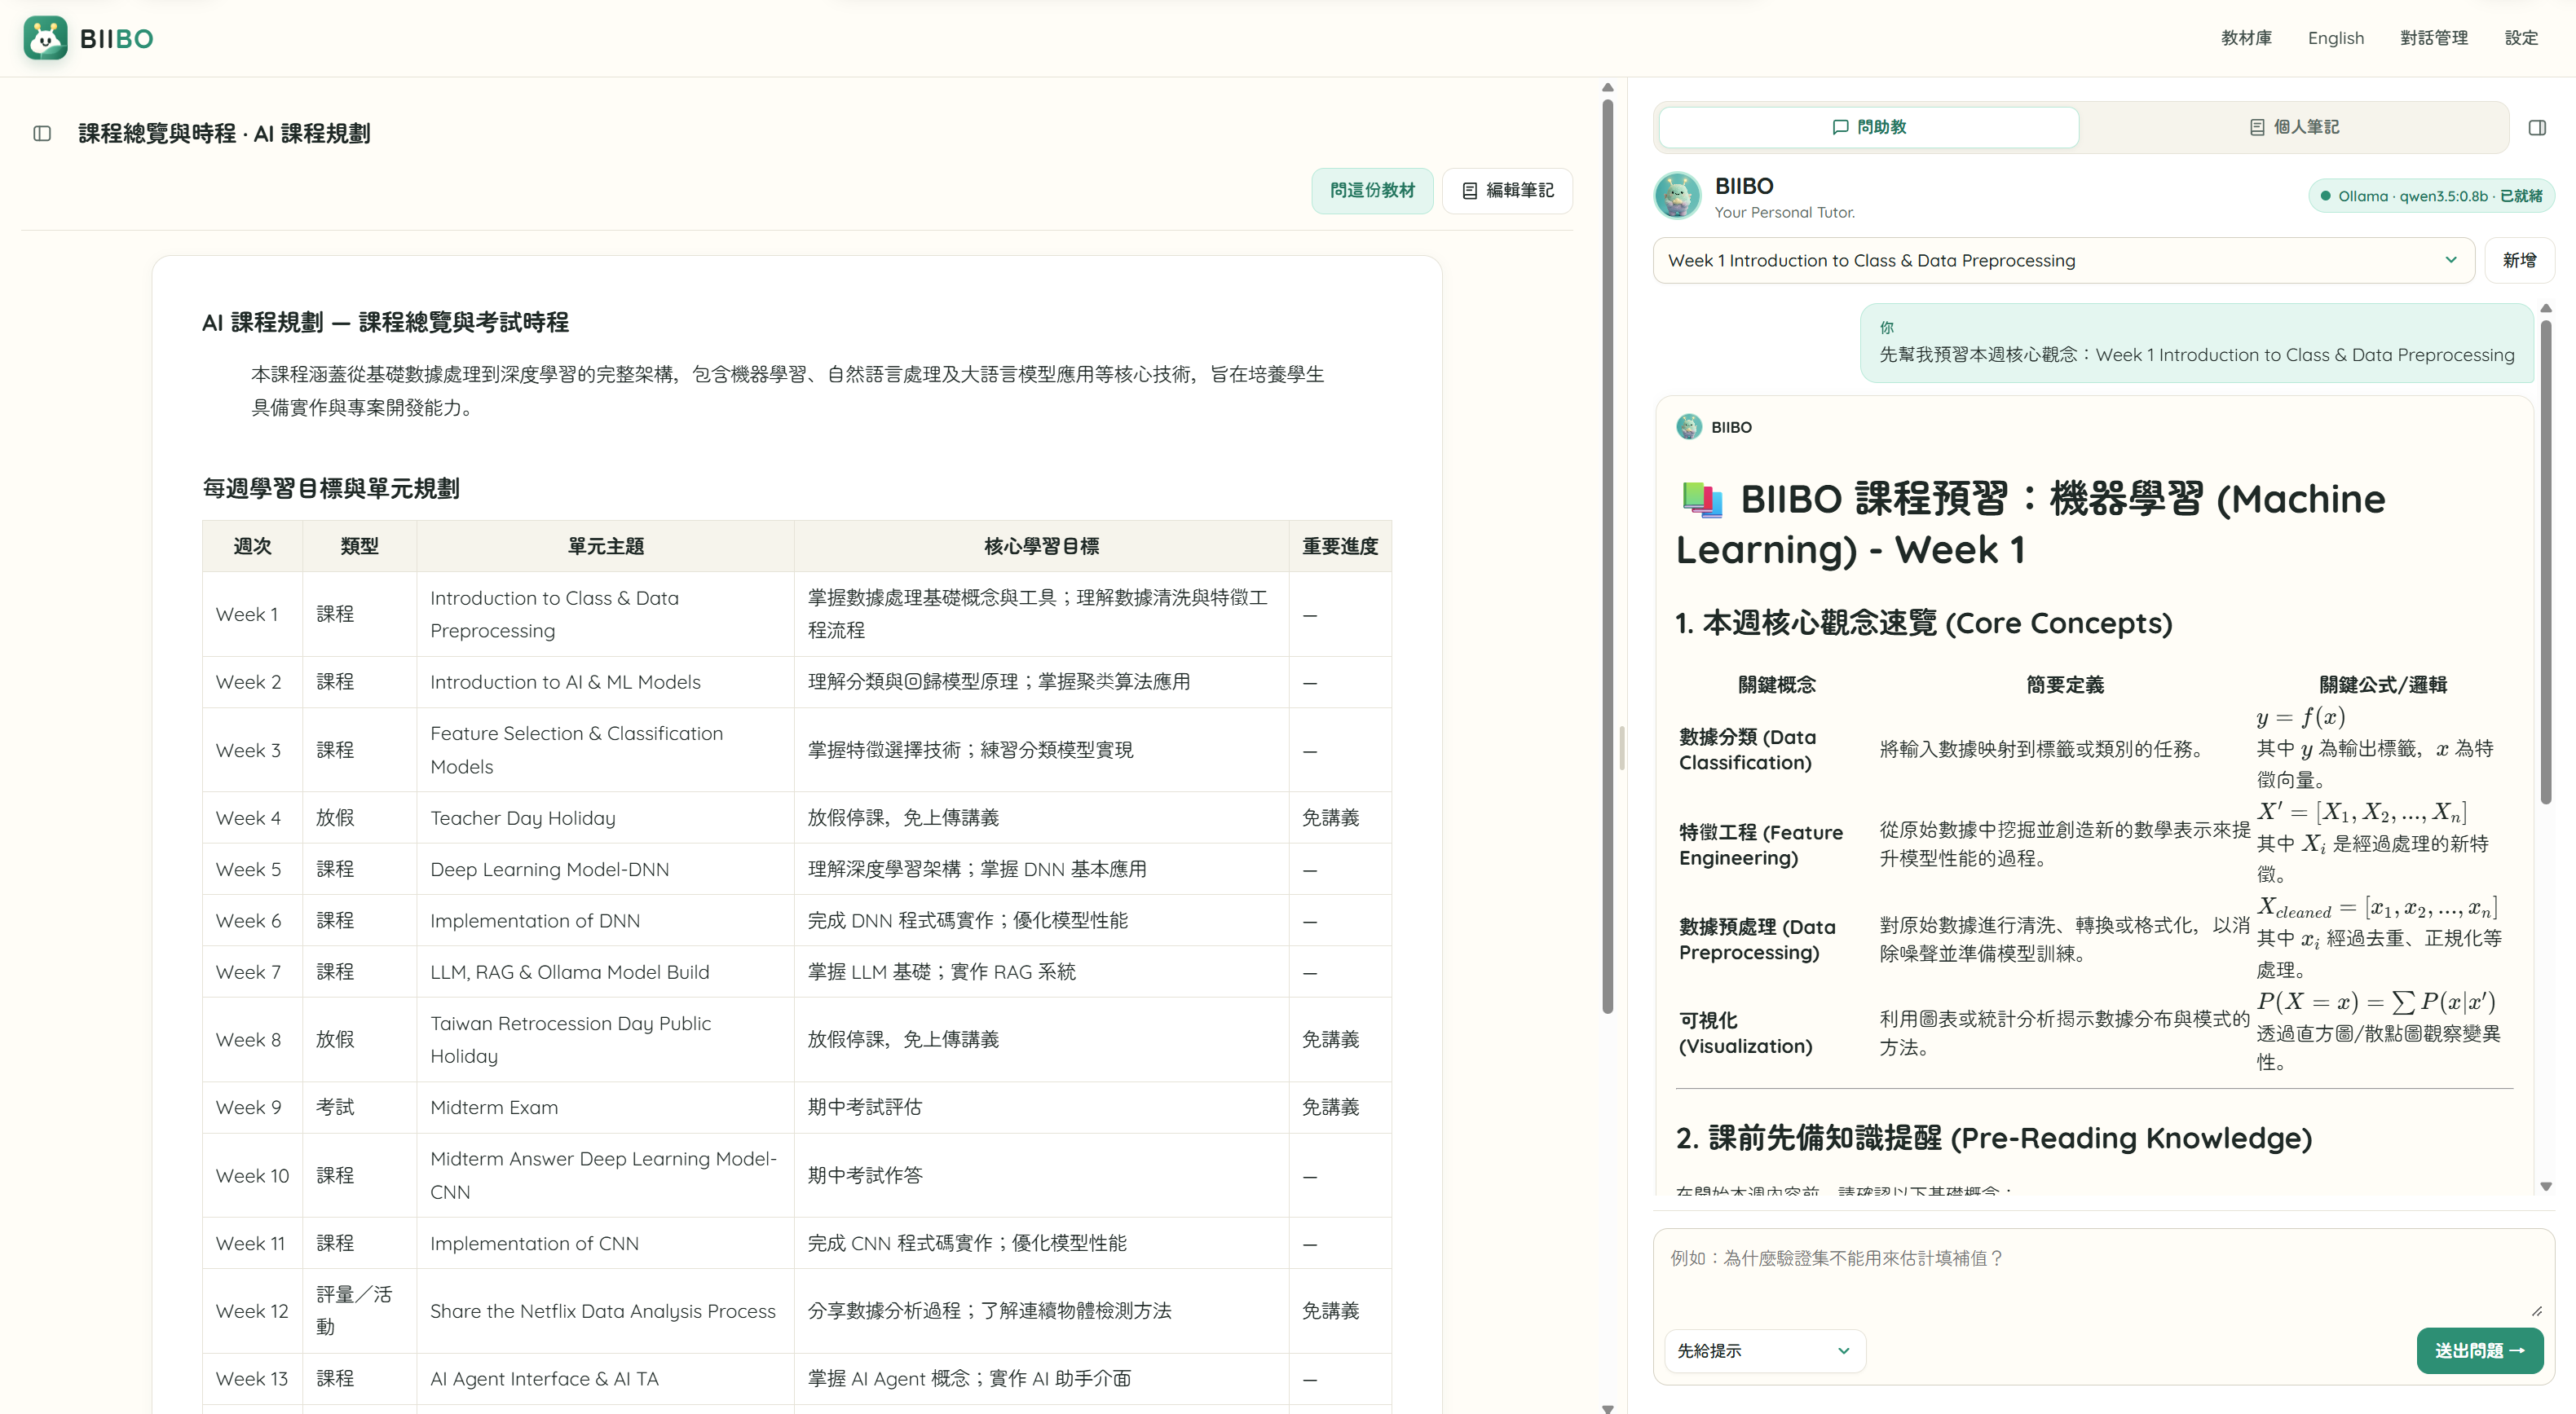 BIIBO
教材庫
English
對話管理
設定
課程總覽與時程 · AI 課程規劃
問這份教材
編輯筆記
AI 課程規劃 — 課程總覽與考試時程
本課程涵蓋從基礎數據處理到深度學習的完整架構，包含機器學習、自然語言處理及大語言模型應用等核心技術，旨在培養學生
具備實作與專案開發能力。
每週學習目標與單元規劃
週次 類型 單元主題 核心學習目標 重要進度
Week 1 課程 Introduction to Class & Data Preprocessing 掌握數據處理基礎概念與工具；理解數據清洗與特徵工程流程 —
Week 2 課程 Introduction to AI & ML Models 理解分類與回歸模型原理；掌握聚类算法應用 —
Week 3 課程 Feature Selection & Classification Models 掌握特徵選擇技術；練習分類模型實現 —
Week 4 放假 Teacher Day Holiday 放假停課，免上傳講義 免講義
Week 5 課程 Deep Learning Model-DNN 理解深度學習架構；掌握 DNN 基本應用 —
Week 6 課程 Implementation of DNN 完成 DNN 程式碼實作；優化模型性能 —
Week 7 課程 LLM, RAG & Ollama Model Build 掌握 LLM 基礎；實作 RAG 系統 —
Week 8 放假 Taiwan Retrocession Day Public Holiday 放假停課，免上傳講義 免講義
Week 9 考試 Midterm Exam 期中考試評估 免講義
Week 10 課程 Midterm Answer Deep Learning Model-CNN 期中考試作答 —
Week 11 課程 Implementation of CNN 完成 CNN 程式碼實作；優化模型性能 —
Week 12 評量／活動 Share the Netflix Data Analysis Process 分享數據分析過程；了解連續物體檢測方法 免講義
Week 13 課程 AI Agent Interface & AI TA 掌握 AI Agent 概念；實作 AI 助手介面 —
問助教
個人筆記
BIIBO
Your Personal Tutor.
Ollama · qwen3.5:0.8b · 已就緒
Week 1 Introduction to Class & Data Preprocessing
新增
你
先幫我預習本週核心觀念：Week 1 Introduction to Class & Data Preprocessing
BIIBO
📚 BIIBO 課程預習：機器學習 (Machine
Learning) - Week 1
1. 本週核心觀念速覽 (Core Concepts)
關鍵概念 簡要定義 關鍵公式/邏輯
數據分類 (Data Classification) 將輸入數據映射到標籤或類別的任務。 y = f(x) 其中 y 為輸出標籤，x 為特徵向量。
特徵工程 (Feature Engineering) 從原始數據中挖掘並創造新的數學表示來提升模型性能的過程。 X′ = [X₁, X₂, ..., Xₙ] 其中 Xᵢ 是經過處理的新特徵。
數據預處理 (Data Preprocessing) 對原始數據進行清洗、轉換或格式化，以消除噪聲並準備模型訓練。 X_cleaned = [x₁, x₂, ..., xₙ] 其中 xᵢ 經過去重、正規化等處理。
可視化 (Visualization) 利用圖表或統計分析揭示數據分布與模式的方法。 P(X = x) = ∑ P(x|x′) 透過直方圖/散點圖觀察變異性。
2. 課前先備知識提醒 (Pre-Reading Knowledge)
在開始本週內容前，請確認以下基礎概念：
例如：為什麼驗證集不能用來估計填補值？
先給提示
送出問題 →